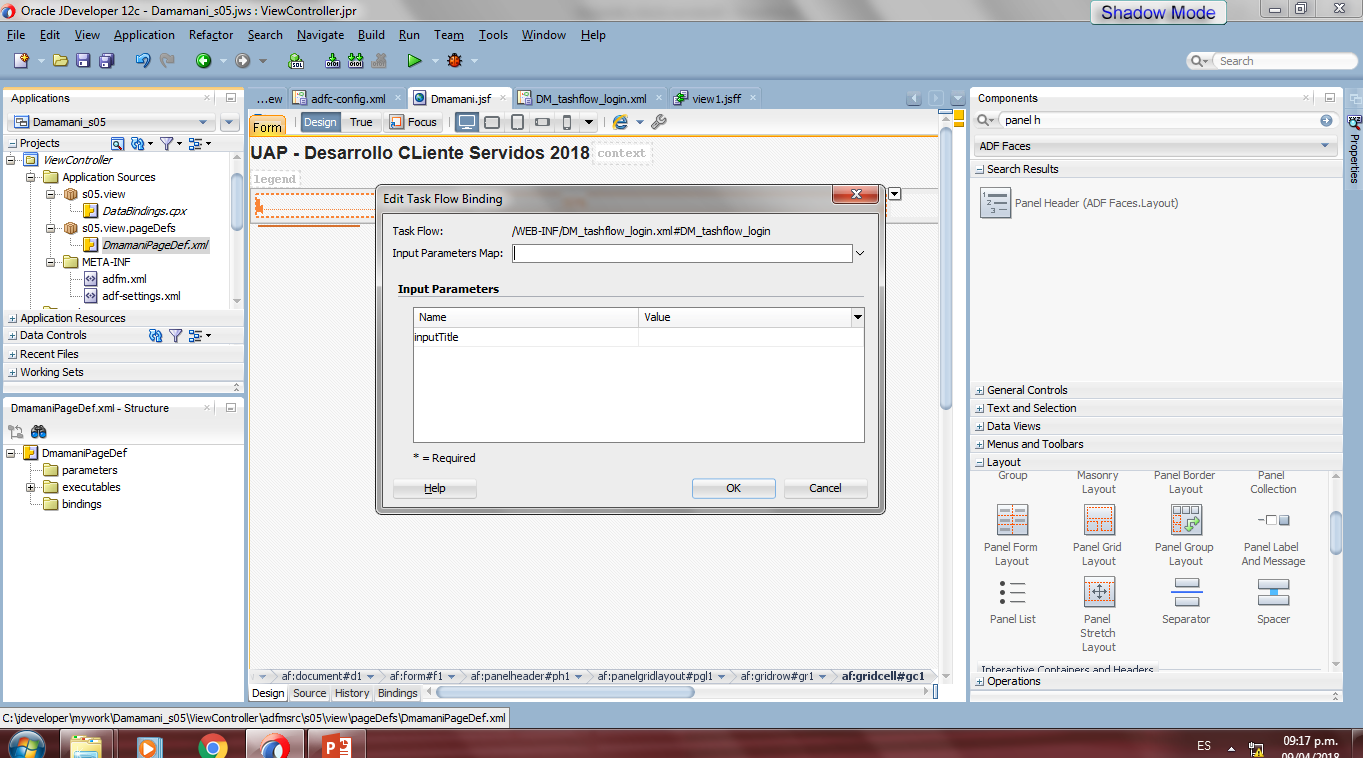 Oracle JDeveloper 12c - Damamani_s05.jws : ViewController.jpr
Shadow Mode
File Edit View Application Refactor Search Navigate Build Run Team Tools Window Help
Search
Applications
Damamani_s05
Projects
ViewController
Application Sources
s05.view
DataBindings.cpx
s05.view.pageDefs
DmamaniPageDef.xml
META-INF
adfm.xml
adf-settings.xml
Application Resources
Data Controls
Recent Files
Working Sets
DmamaniPageDef.xml - Structure
DmamaniPageDef
parameters
executables
bindings
...ew adfc-config.xml Dmamani.jsf DM_tashflow_login.xml view1.jsff
Form Design True Focus
UAP - Desarrollo CLiente Servidos 2018 context
legend
Edit Task Flow Binding
Task Flow: /WEB-INF/DM_tashflow_login.xml#DM_tashflow_login
Input Parameters Map:
Input Parameters
Name Value
inputTitle
* = Required
Help OK Cancel
af:document#d1 af:form#f1 af:panelheader#ph1 af:panelgridlayout#pgl1 af:gridrow#gr1 af:gridcell#gc1
Design Source History Bindings
Components
panel h
ADF Faces
Search Results
Panel Header (ADF Faces.Layout)
General Controls
Text and Selection
Data Views
Menus and Toolbars
Layout
Group Masonry Layout Panel Border Layout Panel Collection
Panel Form Layout Panel Grid Layout Panel Group Layout Panel Label And Message
Panel List Panel Stretch Layout Separator Spacer
Interactive Containers and Headers
Operations
Properties
C:\jdeveloper\mywork\Damamani_s05\ViewController\adfmsrc\s05\view\pageDefs\DmamaniPageDef.xml
ES
09:17 p.m.
09/04/2018